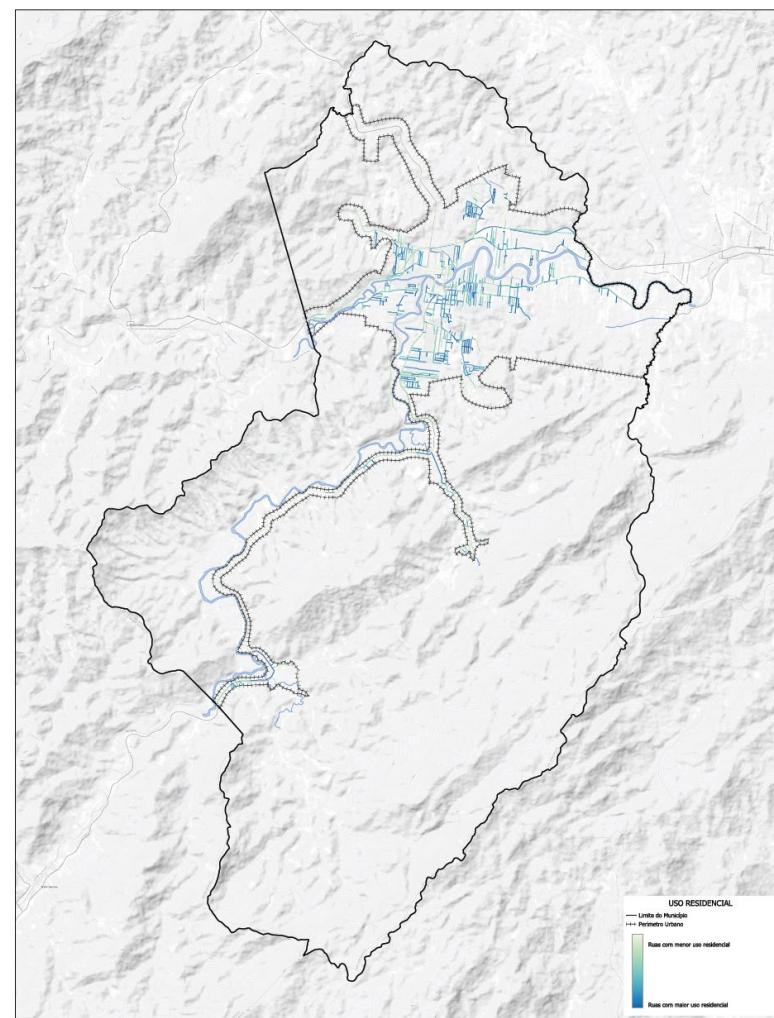 USO RESIDENCIAL
Limite do Município
Perímetro Urbano
Ruas com menor uso residencial
Ruas com maior uso residencial